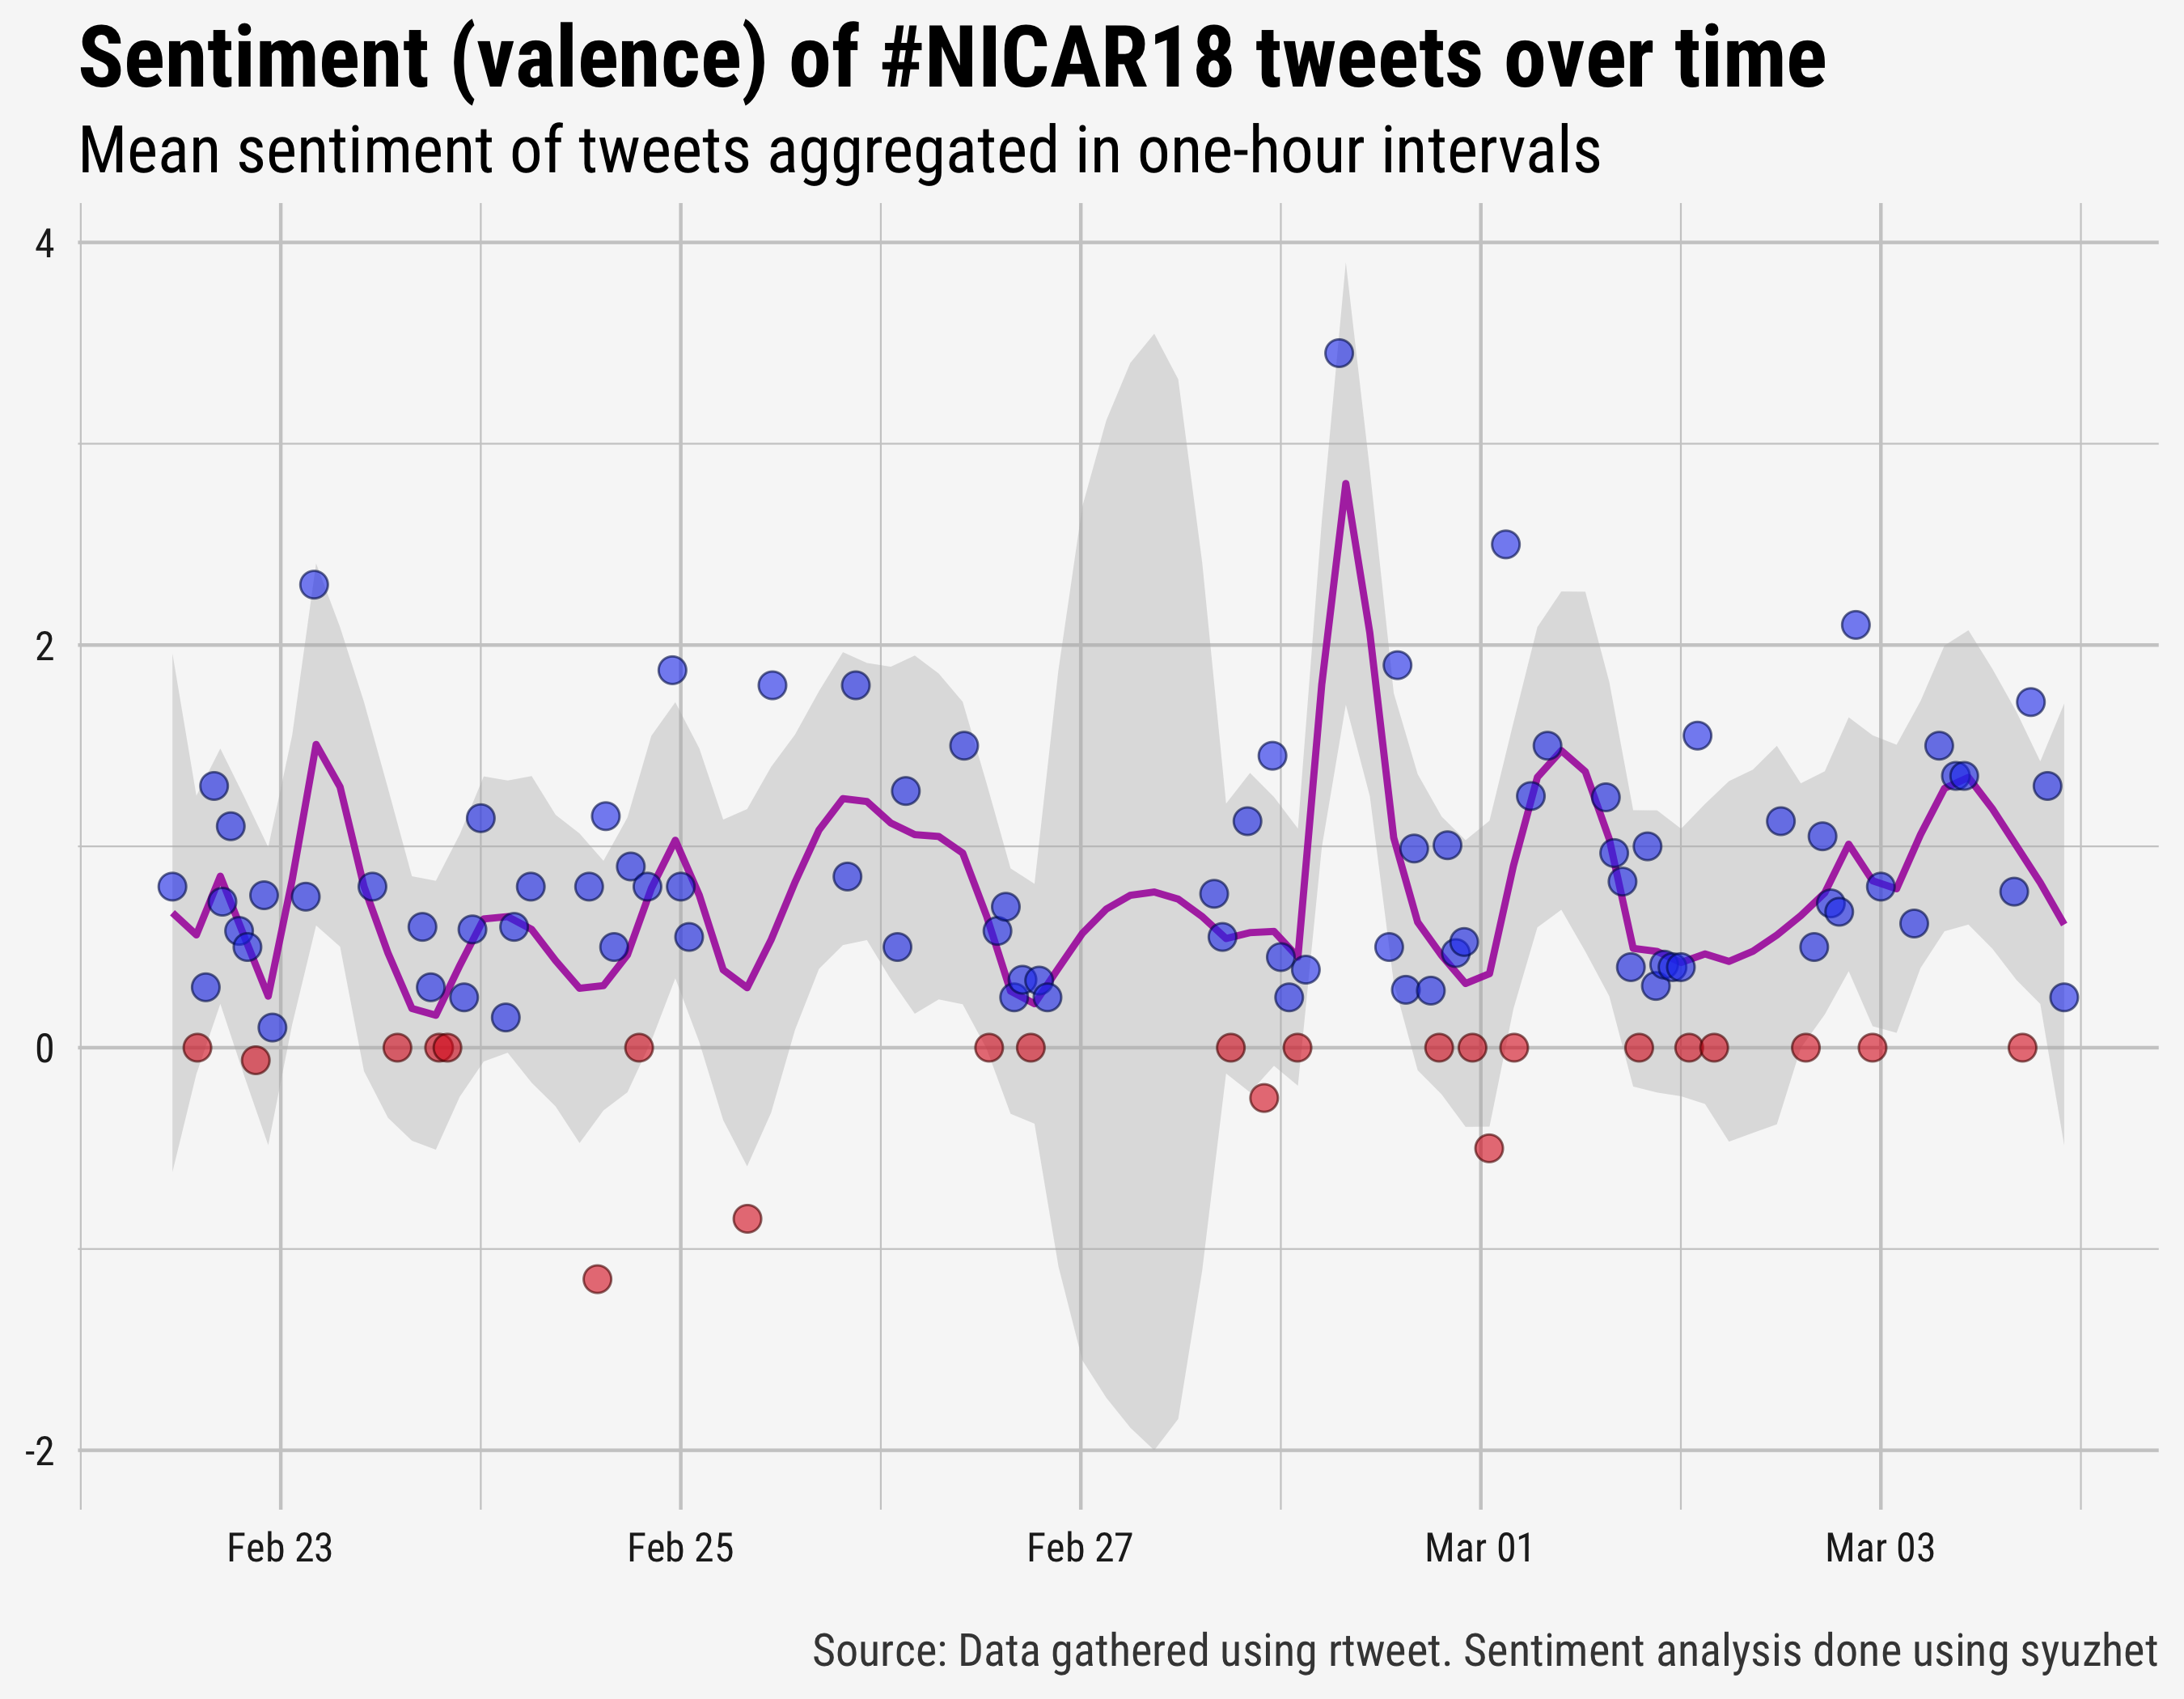 Sentiment (valence) of #NICAR18 tweets over time
Mean sentiment of tweets aggregated in one-hour intervals
4
2
0
-2
Feb 23 Feb 25 Feb 27 Mar 01 Mar 03
Source: Data gathered using rtweet. Sentiment analysis done using syuzhet